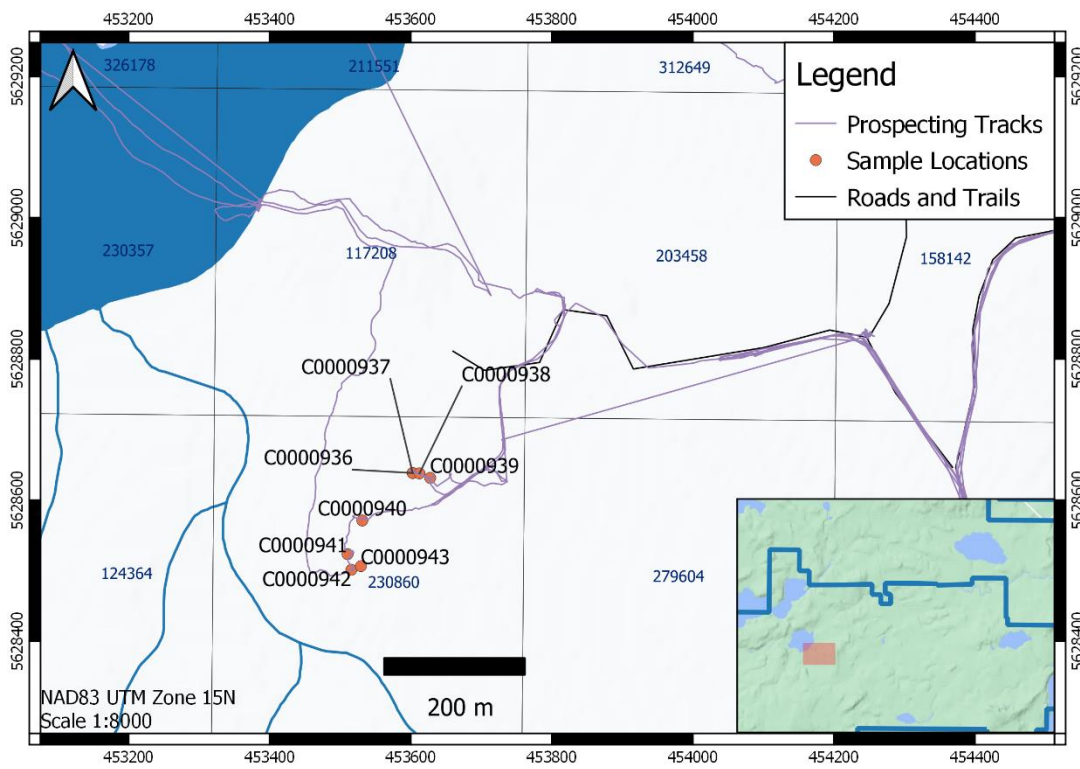 453200 453400 453600 453800 454000 454200 454400
5629200
5629000
5628800
5628600
5628400
326178
211551
312649
Legend
Prospecting Tracks
Sample Locations
Roads and Trails
5629200
5629000
5628800
5628600
5628400
230357
117208
203458
158142
C0000937
C0000938
C0000936
C0000939
C0000940
C0000941
C0000943
C0000942
124364
230860
279604
NAD83 UTM Zone 15N
Scale 1:8000
200 m
453200 453400 453600 453800 454000 454200 454400